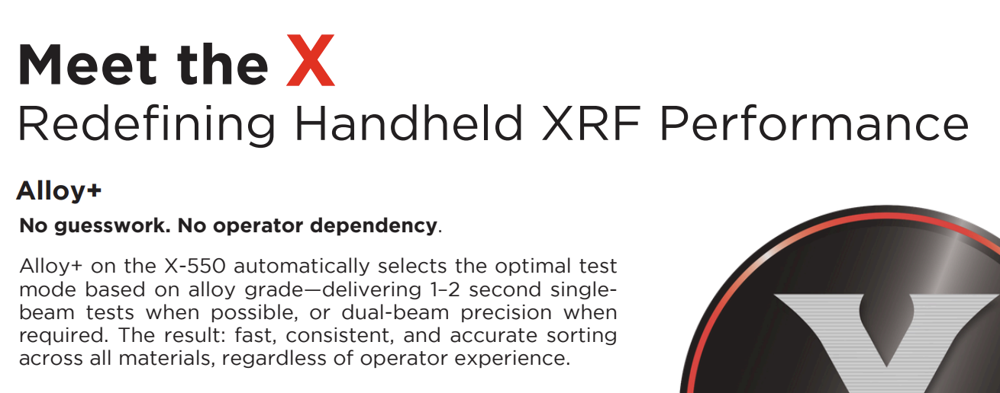 Meet the X
Redefining Handheld XRF Performance
Alloy+
No guesswork. No operator dependency.
Alloy+ on the X-550 automatically selects the optimal test
mode based on alloy grade—delivering 1–2 second single-
beam tests when possible, or dual-beam precision when
required. The result: fast, consistent, and accurate sorting
across all materials, regardless of operator experience.